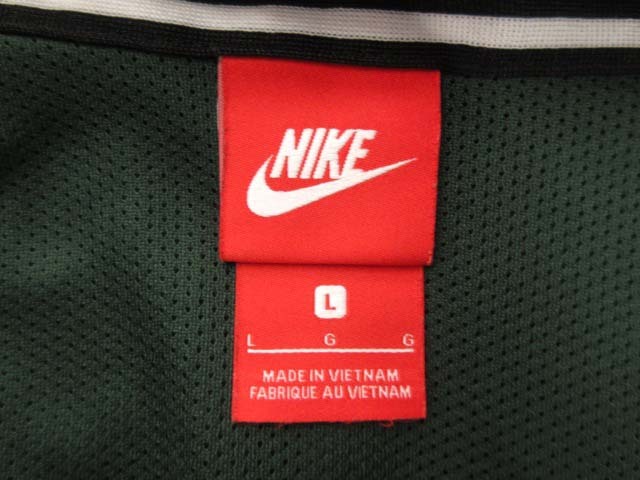 NIKE
L
L G G
MADE IN VIETNAM
FABRIQUE AU VIETNAM